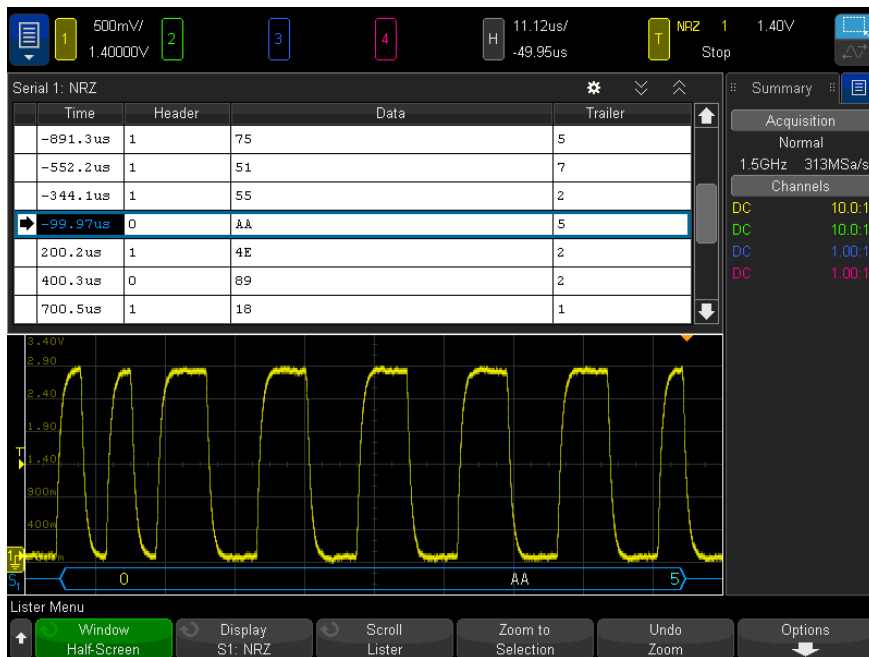 1 500mV/ 1.40000V 2 3 4 H 11.12us/ -49.95us T NRZ 1 1.40V Stop
Serial 1: NRZ
Time Header Data Trailer
-891.3us 1 75 5
-552.2us 1 51 7
-344.1us 1 55 2
-99.97us 0 AA 5
200.2us 1 4E 2
400.3us 0 89 2
700.5us 1 18 1
Summary
Acquisition
Normal
1.5GHz 313MSa/s
Channels
DC 10.0:1
DC 10.0:1
DC 1.00:1
DC 1.00:1
3.40V
2.90
2.40
1.90
T
1.40
900m
400m
1
S1 0 AA 5
Lister Menu
Window Half-Screen
Display S1: NRZ
Scroll Lister
Zoom to Selection
Undo Zoom
Options